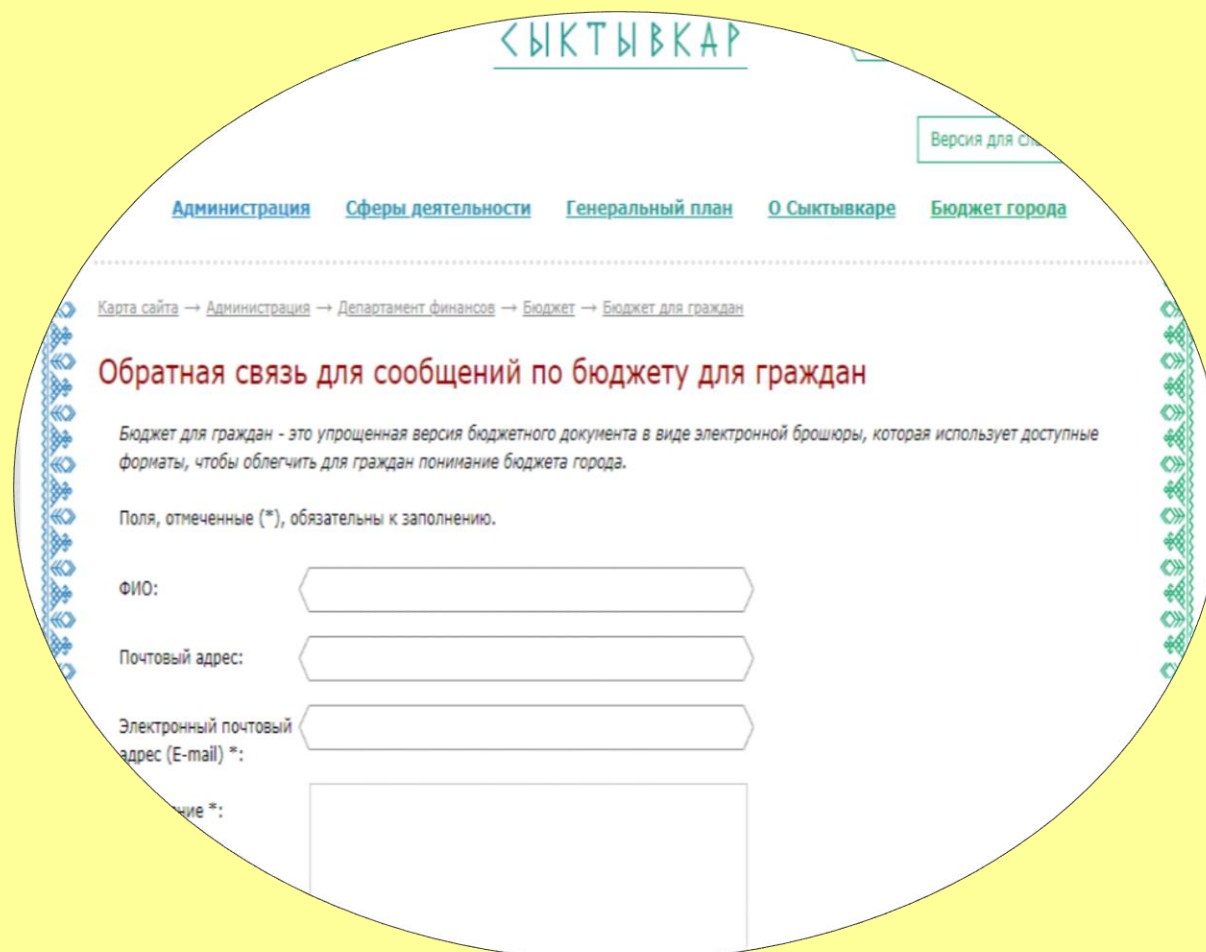 СЫКТЫВКАР
Версия для
Администрация Сферы деятельности Генеральный план О Сыктывкаре Бюджет города
Карта сайта → Администрация → Департамент финансов → Бюджет → Бюджет для граждан
Обратная связь для сообщений по бюджету для граждан
Бюджет для граждан - это упрощенная версия бюджетного документа в виде электронной брошюры, которая использует доступные
форматы, чтобы облегчить для граждан понимание бюджета города.
Поля, отмеченные (*), обязательны к заполнению.
ФИО:
Почтовый адрес:
Электронный почтовый
адрес (E-mail) *: